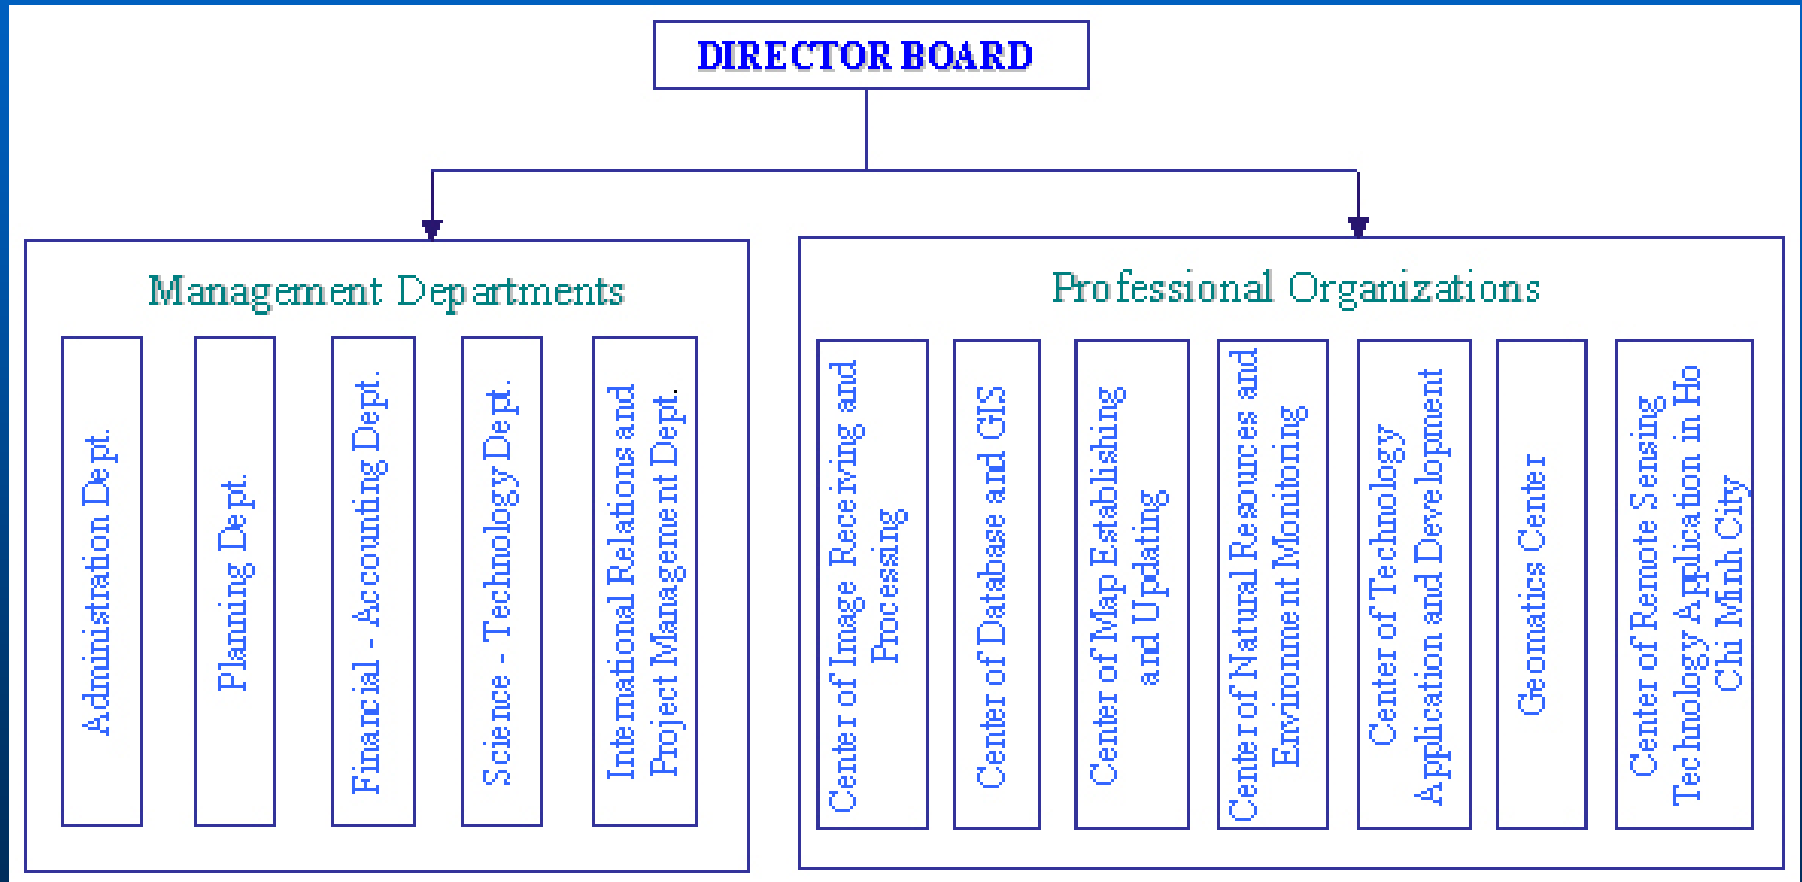 DIRECTOR BOARD
Management Departments
Administration Dept.
Planning Dept.
Financial - Accounting Dept.
Science - Technology Dept.
International Relations and
Project Management Dept.
Professional Organizations
Center of Image Receiving and
Processing
Center of Database and GIS
Center of Map Establishing
and Updating
Center of Natural Resources and
Environment Monitoring
Center of Technology
Application and Development
Geomatics Center
Center of Remote Sensing
Technology Application in Ho
Chi Minh City